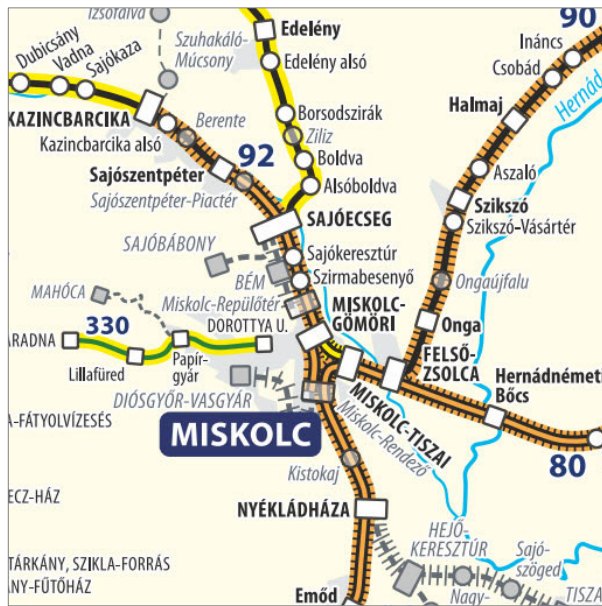 Izsófalva
Szuhakáló-
Múcsony
Edelény
90
Dubicsány
Vadna
Sajókaza
Edelény alsó
Ináncs
Csobád
Halmaj
Hernád
KAZINCBARCIKA
Berente
Borsodszirák
Ziliz
Kazincbarcika alsó
92
Boldva
Aszaló
Sajószentpéter
Alsóboldva
Sajószentpéter-Piactér
SAJÓECSEG
Szikszó
Szikszó-Vásártér
SAJÓBÁBONY
Sajókeresztúr
BÉM
Szirmabesenyő
Ongaújfalu
MAHÓCA
Miskolc-Repülőtér
MISKOLC-
GÖMÖRI
330
DOROTTYA U.
Onga
ARADNA
Lillafüred
Papír-
gyár
FELSŐ-
ZSOLCA
Hernádnémeti
Bőcs
DIÓSGYŐR-VASGYÁR
MISKOLC-TISZAI
Miskolc-Rendező
A-FÁTYOLVÍZESÉS
MISKOLC
80
Kistokaj
ECZ-HÁZ
NYÉKLÁDHÁZA
HEJŐ-
KERESZTÚR
Sajó-
szöged
TÁRKÁNY, SZIKLA-FORRÁS
ÁNY-FŰTŐHÁZ
Emőd
Nagy-
TISZA